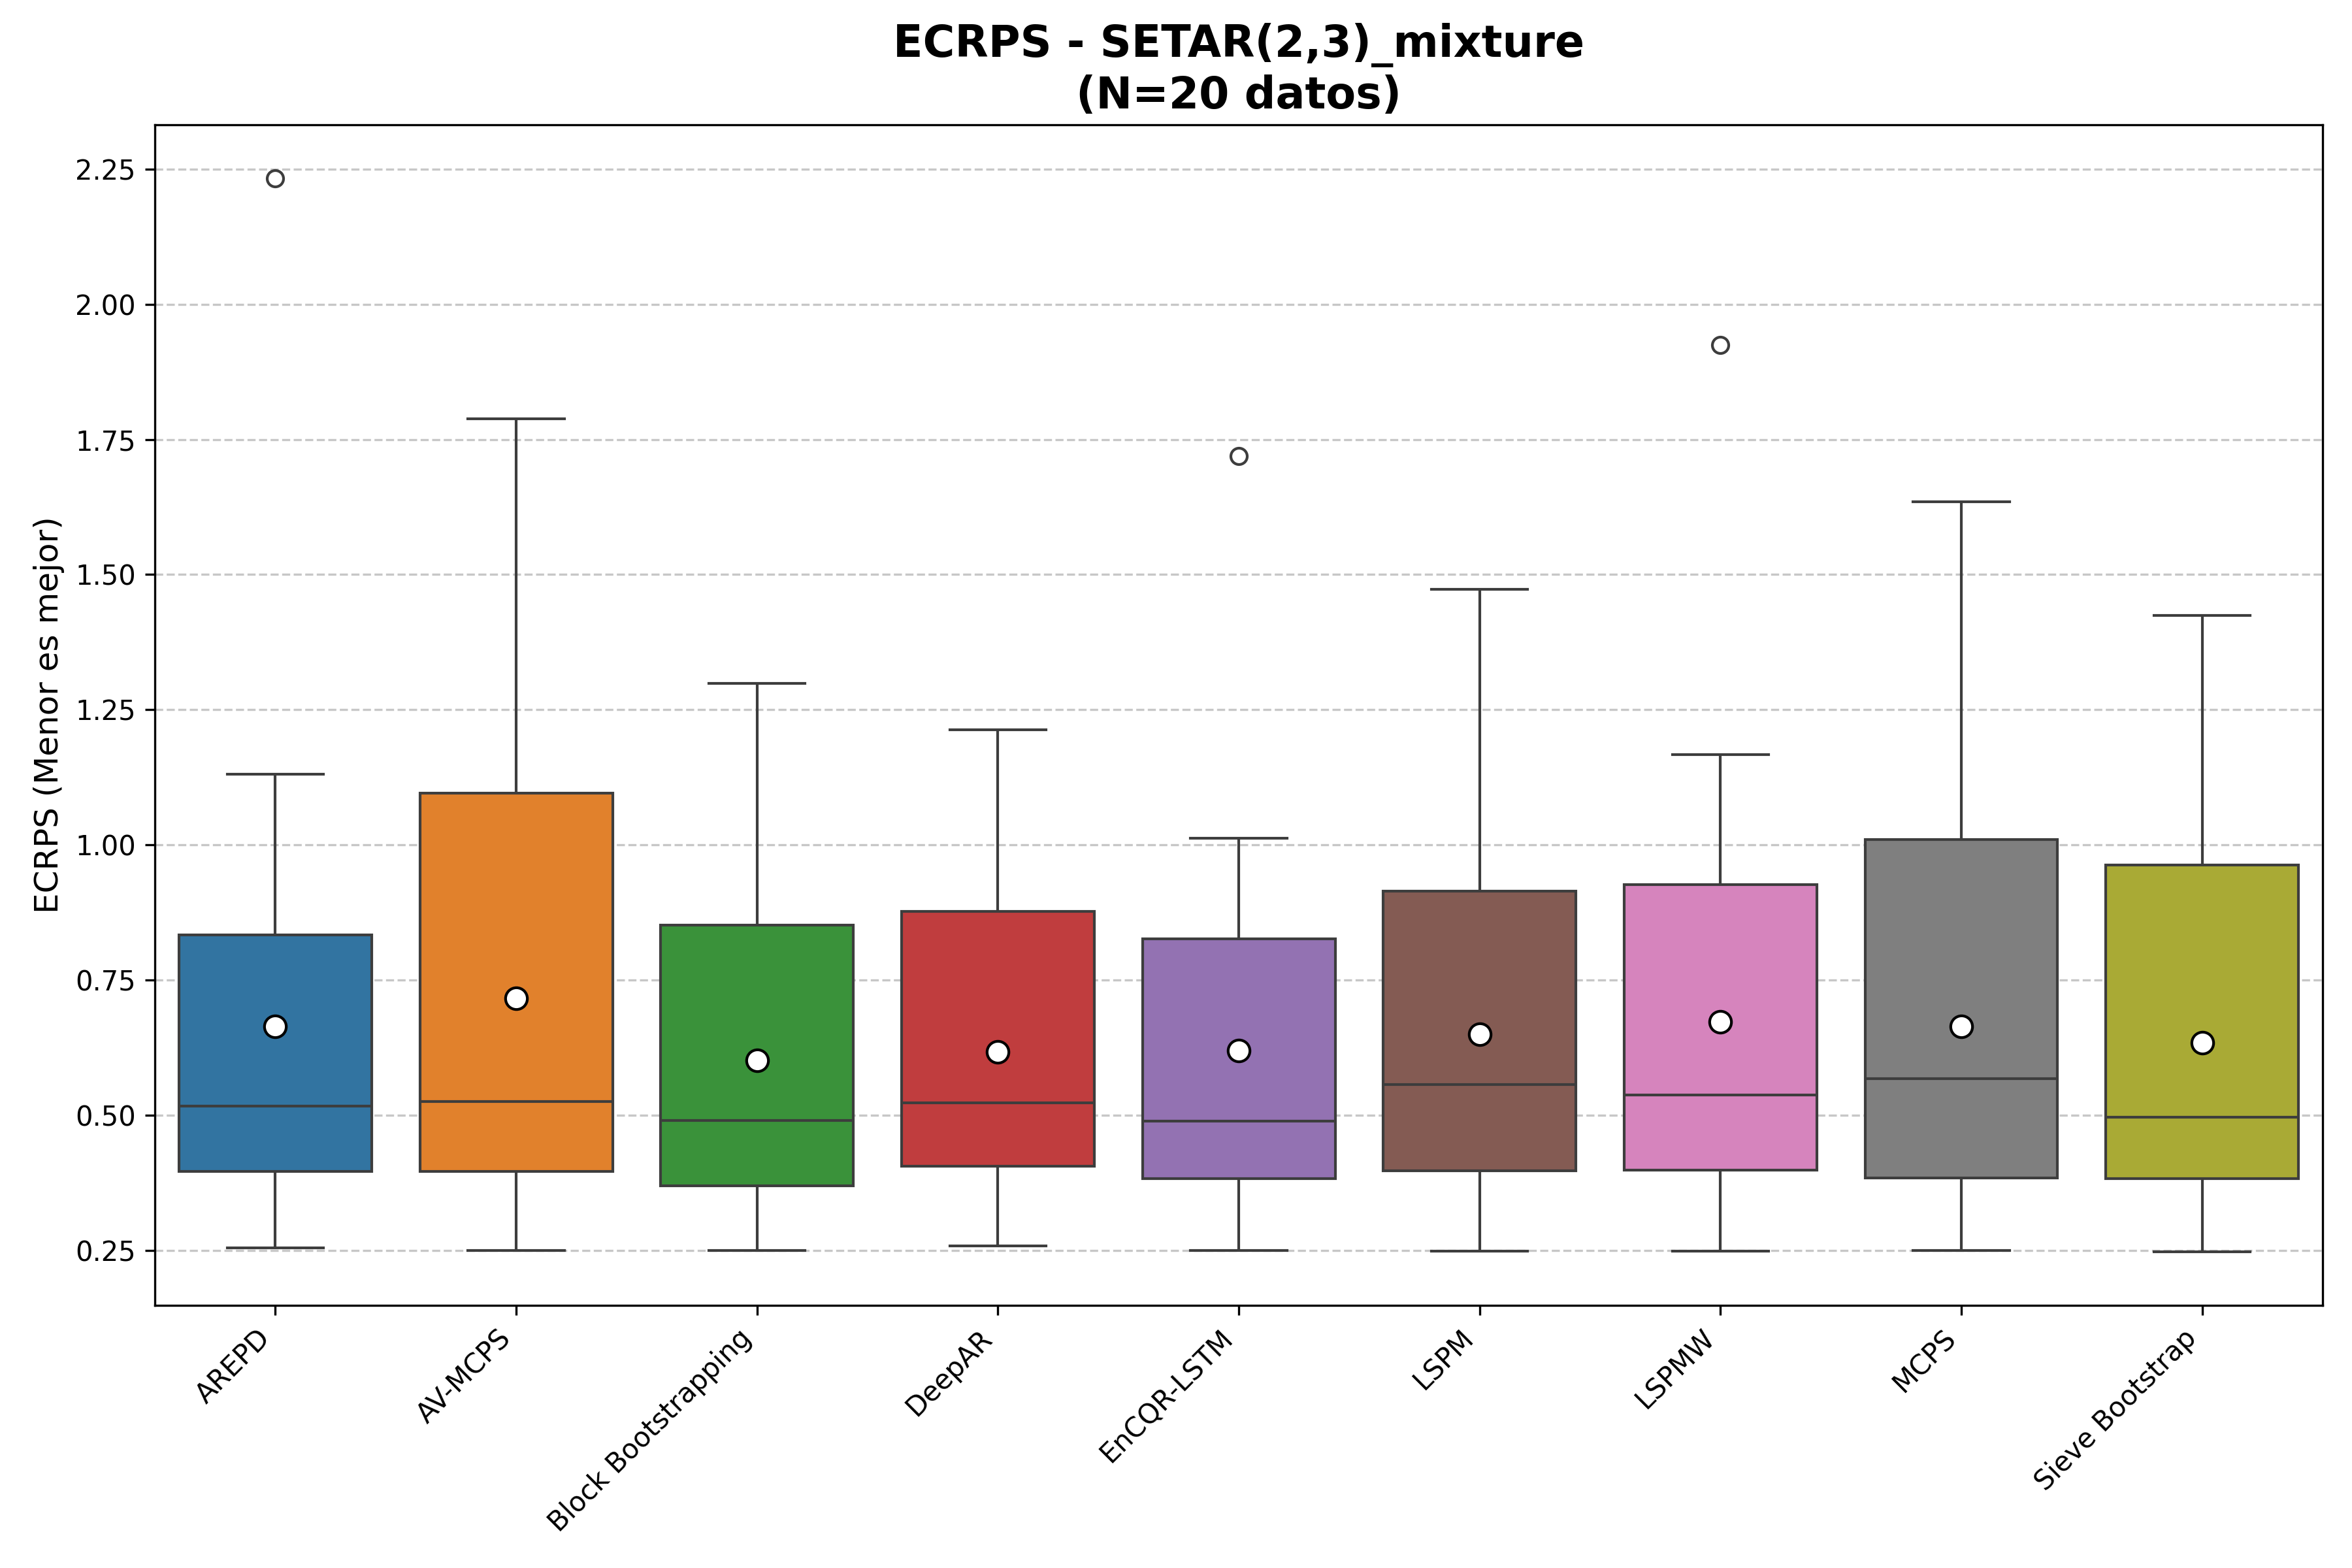 ECRPS - SETAR(2,3)_mixture
(N=20 datos)
ECRPS (Menor es mejor)
2.25
2.00
1.75
1.50
1.25
1.00
0.75
0.50
0.25
AREPD
AV-MCPS
Block Bootstrapping
DeepAR
EnCQR-LSTM
LSPM
LSPMW
MCPS
Sieve Bootstrap